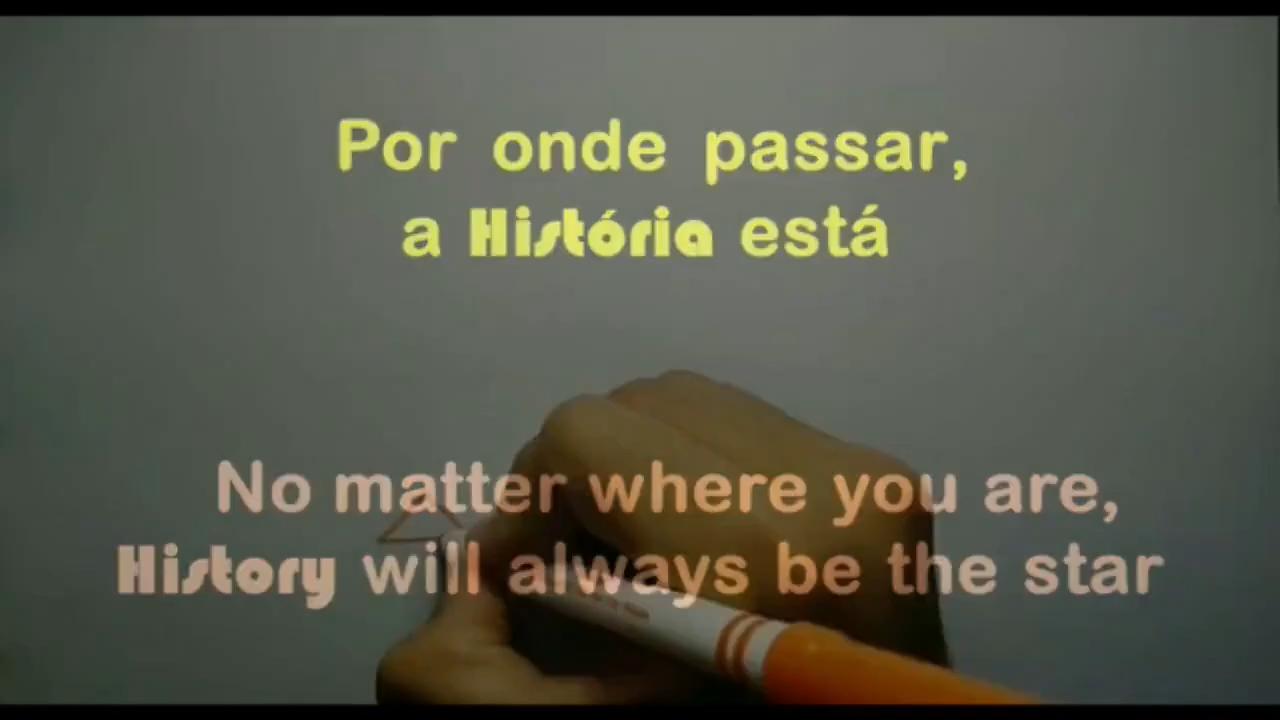 Por onde passar,
a História está
No matter where you are,
History will always be the star